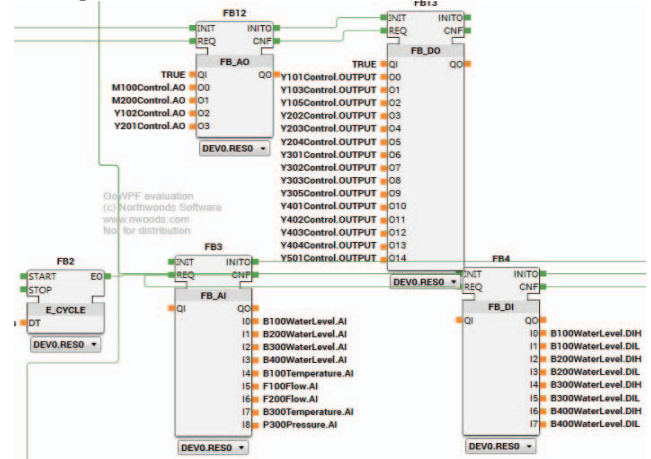 FB12
INIT INITO
REQ CNF
FB_AO
TRUE QI QO
M100Control.AO O0
M200Control.AO O1
Y102Control.AO O2
Y201Control.AO O3
DEV0.RES0
FB13
INIT INITO
REQ CNF
FB_DO
TRUE QI QO
Y101Control.OUTPUT O0
Y103Control.OUTPUT O1
Y105Control.OUTPUT O2
Y202Control.OUTPUT O3
Y203Control.OUTPUT O4
Y204Control.OUTPUT O5
Y301Control.OUTPUT O6
Y302Control.OUTPUT O7
Y303Control.OUTPUT O8
Y305Control.OUTPUT O9
Y401Control.OUTPUT O10
Y402Control.OUTPUT O11
Y403Control.OUTPUT O12
Y404Control.OUTPUT O13
Y501Control.OUTPUT O14
DEV0.RES0
GoWPF evaluation
(c) Northwoods Software
www.nwoods.com
Not for distribution
FB2
START EO
STOP
E_CYCLE
DT
DEV0.RES0
FB3
INIT INITO
REQ CNF
FB_AI
QI QO
I0 B100WaterLevel.AI
I1 B200WaterLevel.AI
I2 B300WaterLevel.AI
I3 B400WaterLevel.AI
I4 B100Temperature.AI
I5 F100Flow.AI
I6 F200Flow.AI
I7 B300Temperature.AI
I8 P300Pressure.AI
DEV0.RES0
FB4
INIT INITO
REQ CNF
FB_DI
QI QO
I0 B100WaterLevel.DIH
I1 B100WaterLevel.DIL
I2 B200WaterLevel.DIH
I3 B200WaterLevel.DIL
I4 B300WaterLevel.DIH
I5 B300WaterLevel.DIL
I6 B400WaterLevel.DIH
I7 B400WaterLevel.DIL
DEV0.RES0